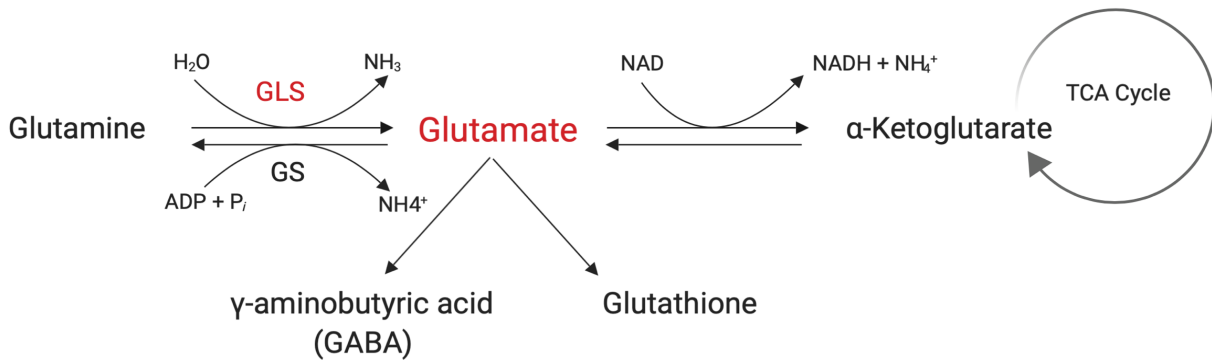 H₂O
NH₃
NAD
NADH + NH₄⁺
TCA Cycle
GLS
Glutamine
Glutamate
α-Ketoglutarate
GS
ADP + Pᵢ
NH4⁺
γ-aminobutyric acid
(GABA)
Glutathione